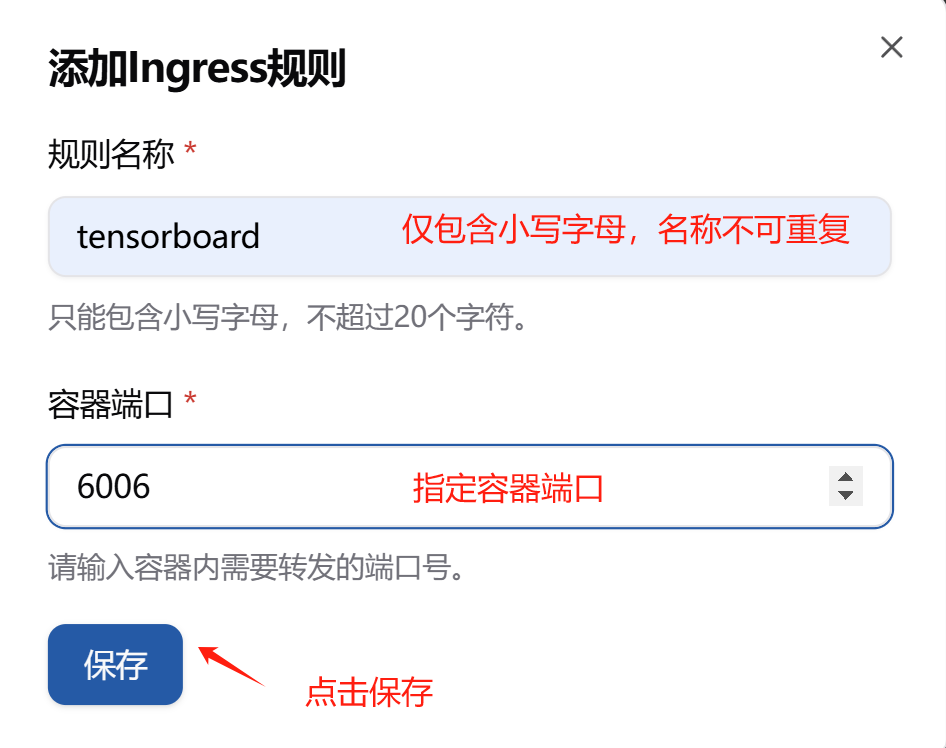 添加Ingress规则
规则名称 *
tensorboard 仅包含小写字母，名称不可重复
只能包含小写字母，不超过20个字符。
容器端口 *
6006 指定容器端口
请输入容器内需要转发的端口号。
保存
点击保存